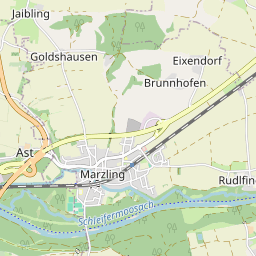 Jaibling
Goldshausen
Eixendorf
Brunnhofen
Ast
Marzling
Rudlfing
Schleifermoosach